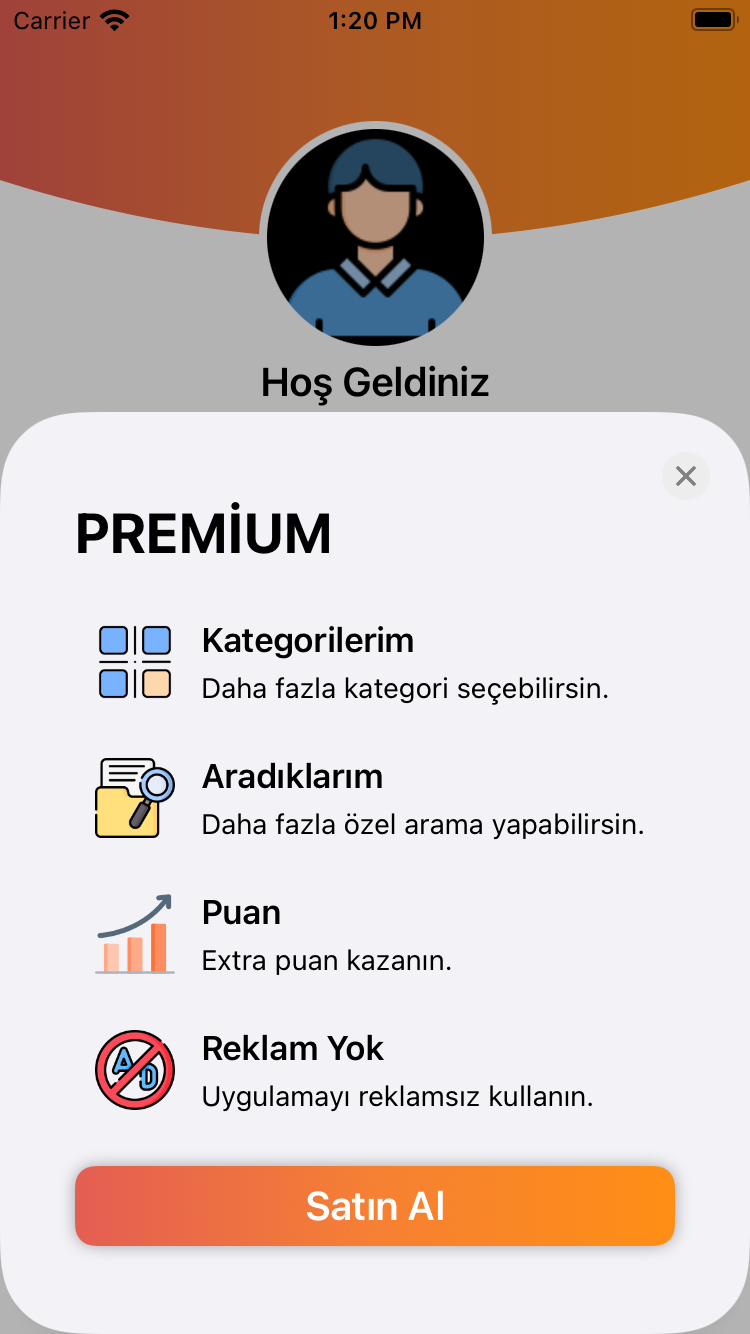 Carrier 1:20 PM
Hoş Geldiniz
PREMİUM
Kategorilerim
Daha fazla kategori seçebilirsin.
Aradıklarım
Daha fazla özel arama yapabilirsin.
Puan
Extra puan kazanın.
AD
Reklam Yok
Uygulamayı reklamsız kullanın.
Satın Al